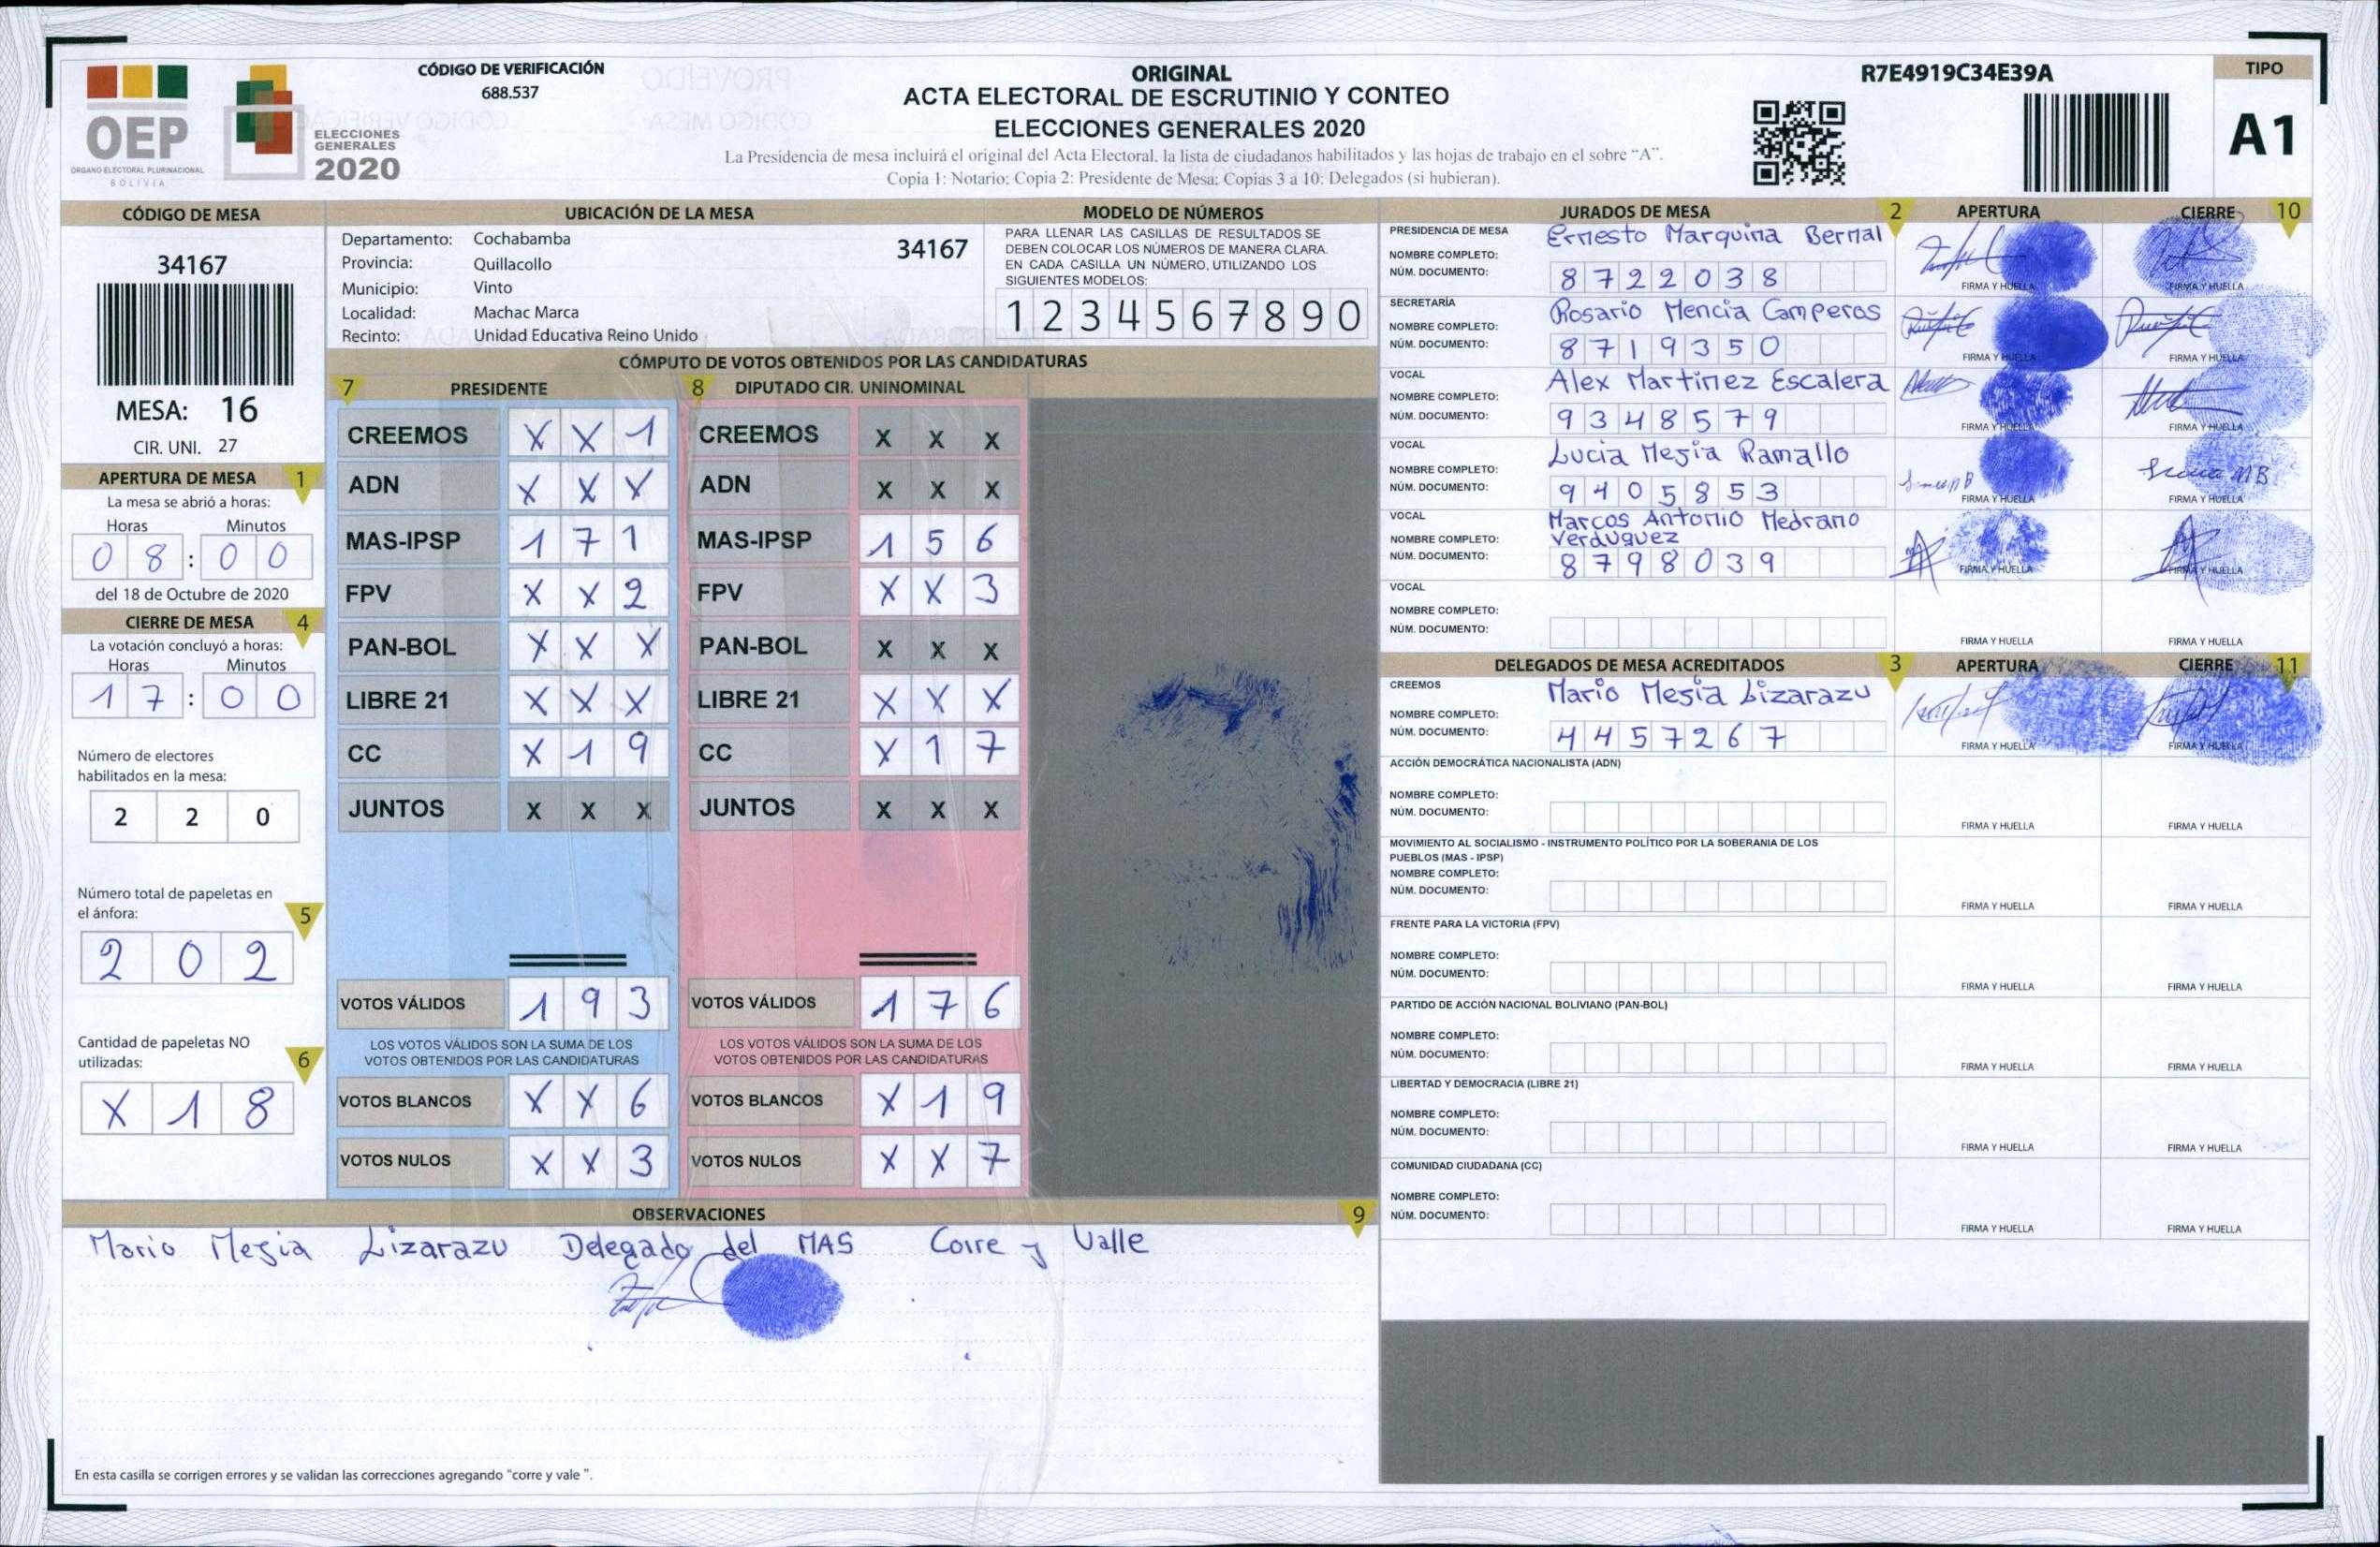 CÓDIGO DE VERIFICACIÓN
688.537
OEP
ÓRGANO ELECTORAL PLURINACIONAL
BOLIVIA
ELECCIONES
GENERALES
2020
ORIGINAL
ACTA ELECTORAL DE ESCRUTINIO Y CONTEO
ELECCIONES GENERALES 2020
La Presidencia de mesa incluirá el original del Acta Electoral, la lista de ciudadanos habilitados y las hojas de trabajo en el sobre "A".
Copia 1: Notario; Copia 2: Presidente de Mesa; Copias 3 a 10: Delegados (si hubieran).
R7E4919C34E39A
TIPO
A1
CÓDIGO DE MESA
34167
MESA: 16
CIR. UNI. 27
APERTURA DE MESA 1
La mesa se abrió a horas:
Horas Minutos
08:00
del 18 de Octubre de 2020
CIERRE DE MESA 4
La votación concluyó a horas:
Horas Minutos
17:00
Número de electores
habilitados en la mesa:
2 2 0
Número total de papeletas en
el ánfora:
5
2 0 2
Cantidad de papeletas NO
utilizadas:
6
X 1 8
UBICACIÓN DE LA MESA
Departamento: Cochabamba
34167
Provincia: Quillacollo
Municipio: Vinto
Localidad: Machac Marca
Recinto: Unidad Educativa Reino Unido
MODELO DE NÚMEROS
PARA LLENAR LAS CASILLAS DE RESULTADOS SE
DEBEN COLOCAR LOS NÚMEROS DE MANERA CLARA.
EN CADA CASILLA UN NÚMERO, UTILIZANDO LOS
SIGUIENTES MODELOS:
1 2 3 4 5 6 7 8 9 0
CÓMPUTO DE VOTOS OBTENIDOS POR LAS CANDIDATURAS
7 PRESIDENTE
CREEMOS X X 1
ADN X X X
MAS-IPSP 1 7 1
FPV X X 2
PAN-BOL X X X
LIBRE 21 X X X
CC X 1 9
JUNTOS X X X
VOTOS VÁLIDOS 1 9 3
LOS VOTOS VÁLIDOS SON LA SUMA DE LOS
VOTOS OBTENIDOS POR LAS CANDIDATURAS
VOTOS BLANCOS X X 6
VOTOS NULOS X X 3
8 DIPUTADO CIR. UNINOMINAL
CREEMOS X X X
ADN X X X
MAS-IPSP 1 5 6
FPV X X 3
PAN-BOL X X X
LIBRE 21 X X X
CC X 1 7
JUNTOS X X X
VOTOS VÁLIDOS 1 7 6
LOS VOTOS VÁLIDOS SON LA SUMA DE LOS
VOTOS OBTENIDOS POR LAS CANDIDATURAS
VOTOS BLANCOS X 1 9
VOTOS NULOS X X 7
JURADOS DE MESA 2 APERTURA CIERRE 10
PRESIDENCIA DE MESA
Ernesto Marquina Bernal
NOMBRE COMPLETO:
NÚM. DOCUMENTO: 8722038
FIRMA Y HUELLA FIRMA Y HUELLA
SECRETARÍA
Rosario Mencia Camperos
NOMBRE COMPLETO:
NÚM. DOCUMENTO: 8719350
FIRMA Y HUELLA FIRMA Y HUELLA
VOCAL
Alex Martinez Escalera
NOMBRE COMPLETO:
NÚM. DOCUMENTO: 9348579
FIRMA Y HUELLA FIRMA Y HUELLA
VOCAL
Lucia Mesia Ramallo
NOMBRE COMPLETO:
NÚM. DOCUMENTO: 9405853
FIRMA Y HUELLA FIRMA Y HUELLA
VOCAL
Marcos Antonio Medrano
NOMBRE COMPLETO: Verduguez
NÚM. DOCUMENTO: 8798039
FIRMA Y HUELLA FIRMA Y HUELLA
VOCAL
NOMBRE COMPLETO:
NÚM. DOCUMENTO:
FIRMA Y HUELLA FIRMA Y HUELLA
DELEGADOS DE MESA ACREDITADOS 3 APERTURA CIERRE 11
CREEMOS
Mario Mesia Lizarazu
NOMBRE COMPLETO:
NÚM. DOCUMENTO: 4457267
FIRMA Y HUELLA FIRMA Y HUELLA
ACCIÓN DEMOCRÁTICA NACIONALISTA (ADN)
NOMBRE COMPLETO:
NÚM. DOCUMENTO:
FIRMA Y HUELLA FIRMA Y HUELLA
MOVIMIENTO AL SOCIALISMO - INSTRUMENTO POLÍTICO POR LA SOBERANIA DE LOS
PUEBLOS (MAS - IPSP)
NOMBRE COMPLETO:
NÚM. DOCUMENTO:
FIRMA Y HUELLA FIRMA Y HUELLA
FRENTE PARA LA VICTORIA (FPV)
NOMBRE COMPLETO:
NÚM. DOCUMENTO:
FIRMA Y HUELLA FIRMA Y HUELLA
PARTIDO DE ACCIÓN NACIONAL BOLIVIANO (PAN-BOL)
NOMBRE COMPLETO:
NÚM. DOCUMENTO:
FIRMA Y HUELLA FIRMA Y HUELLA
LIBERTAD Y DEMOCRACIA (LIBRE 21)
NOMBRE COMPLETO:
NÚM. DOCUMENTO:
FIRMA Y HUELLA FIRMA Y HUELLA
COMUNIDAD CIUDADANA (CC)
NOMBRE COMPLETO:
NÚM. DOCUMENTO:
FIRMA Y HUELLA FIRMA Y HUELLA
OBSERVACIONES 9
Mario Mesia Lizarazu Delegado del MAS Corre y Valle
En esta casilla se corrigen errores y se validan las correcciones agregando "corre y vale ".